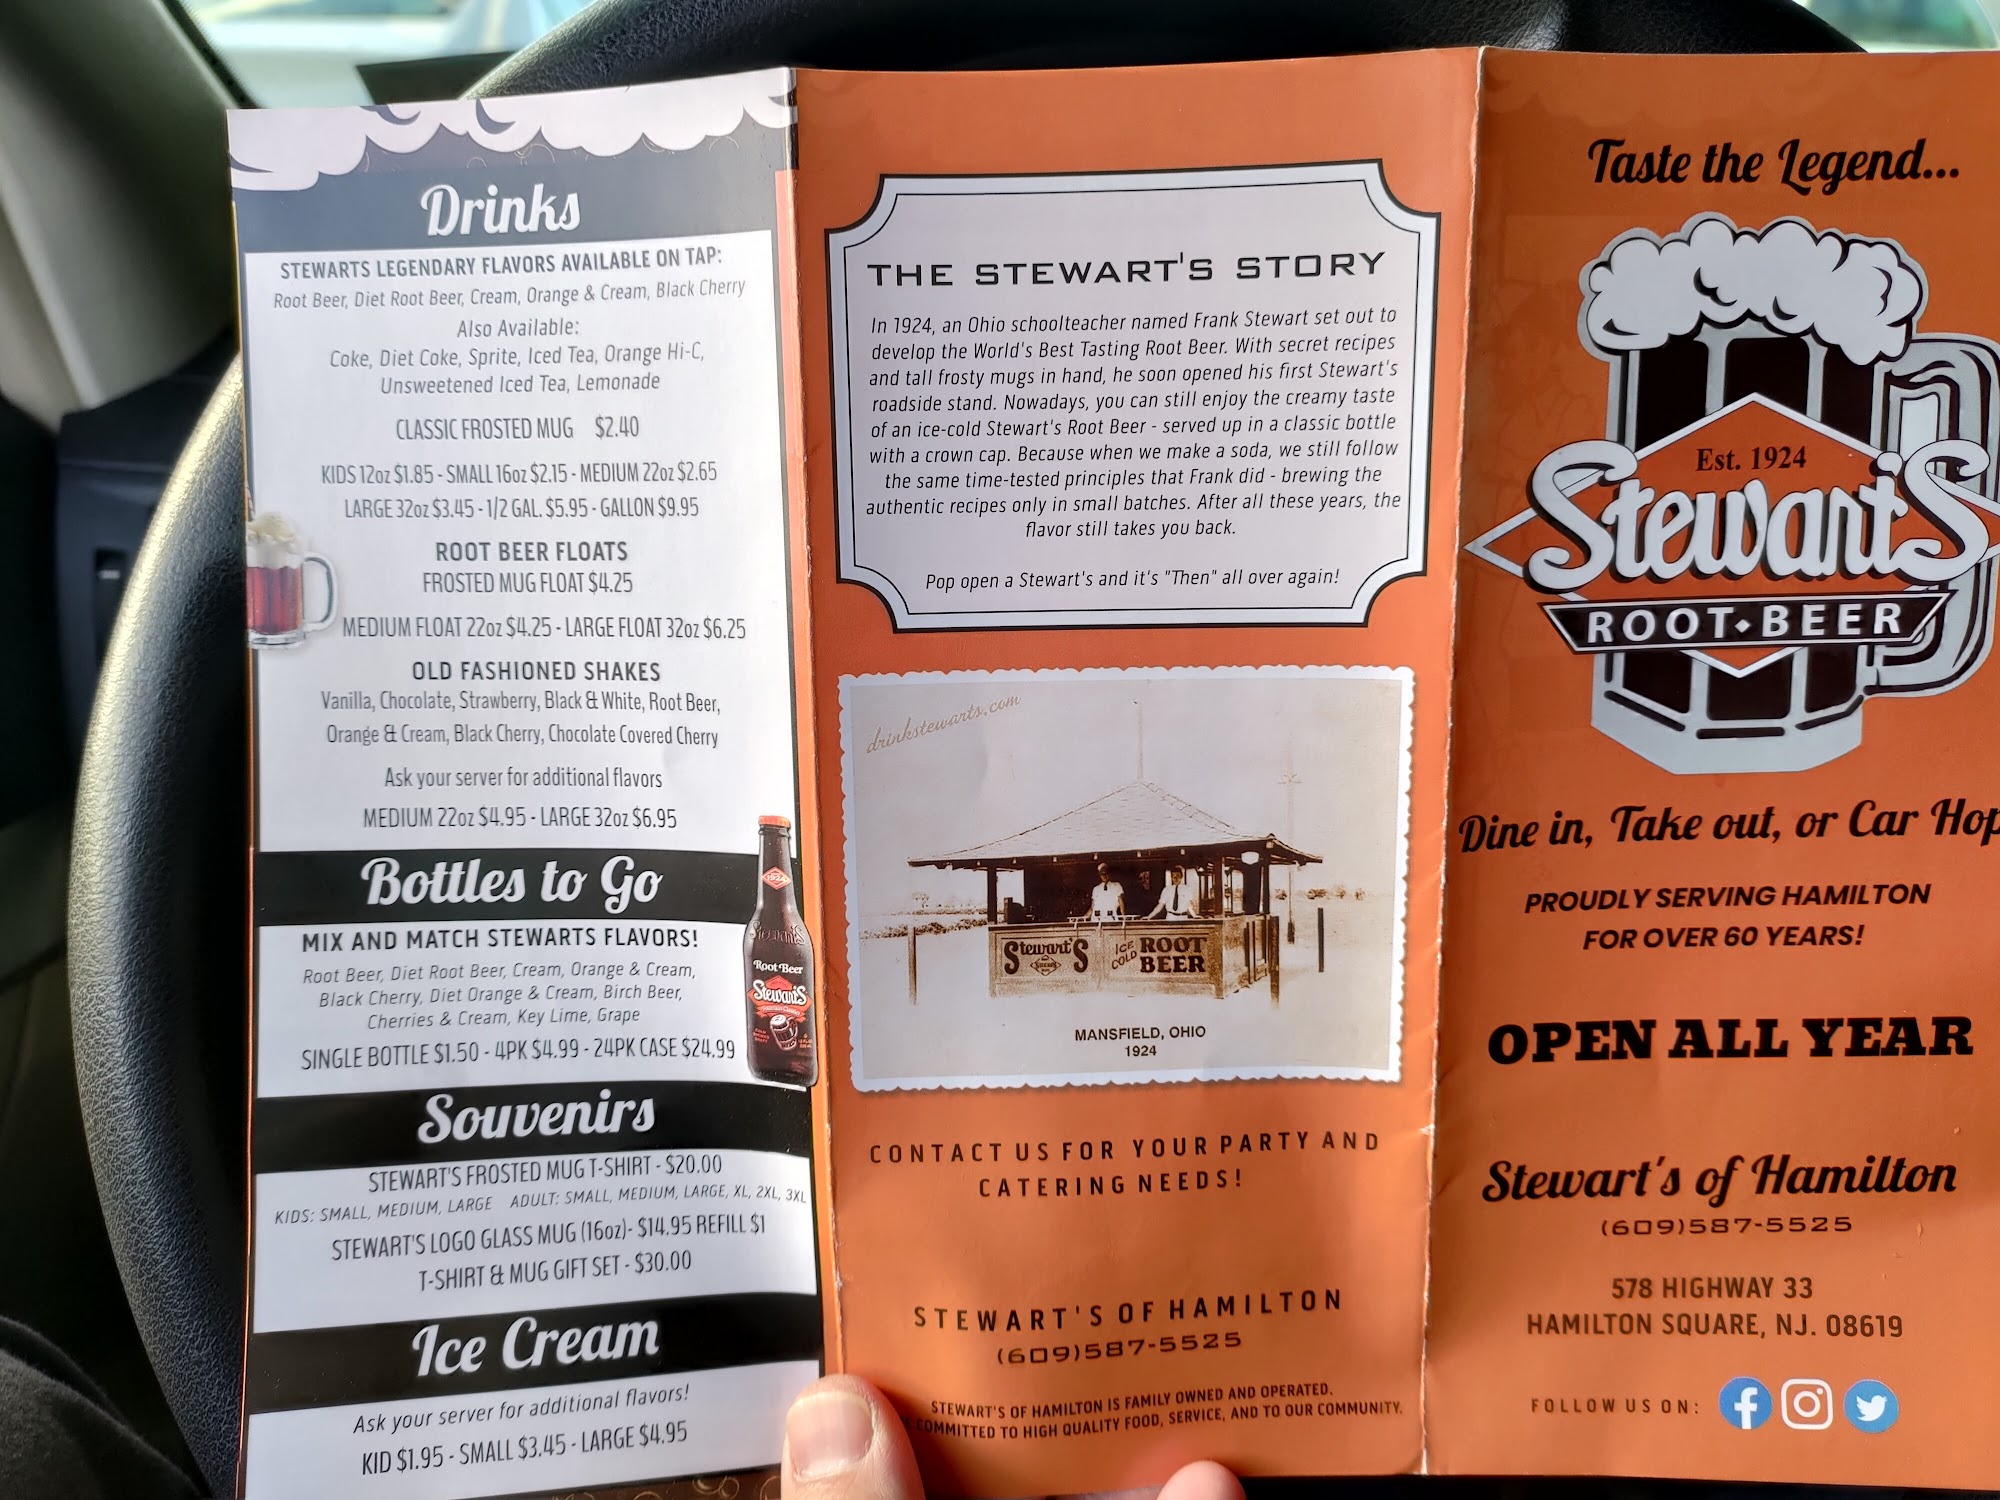 Drinks
STEWARTS LEGENDARY FLAVORS AVAILABLE ON TAP:
Root Beer, Diet Root Beer, Cream, Orange & Cream, Black Cherry
Also Available:
Coke, Diet Coke, Sprite, Iced Tea, Orange Hi-C,
Unsweetened Iced Tea, Lemonade
CLASSIC FROSTED MUG $2.40
KIDS 12oz $1.85 - SMALL 16oz $2.15 - MEDIUM 22oz $2.65
LARGE 32oz $3.45 - 1/2 GAL. $5.95 - GALLON $9.95
ROOT BEER FLOATS
FROSTED MUG FLOAT $4.25
MEDIUM FLOAT 22oz $4.25 - LARGE FLOAT 32oz $6.25
OLD FASHIONED SHAKES
Vanilla, Chocolate, Strawberry, Black & White, Root Beer,
Orange & Cream, Black Cherry, Chocolate Covered Cherry
Ask your server for additional flavors
MEDIUM 22oz $4.95 - LARGE 32oz $6.95
Bottles to Go
MIX AND MATCH STEWARTS FLAVORS!
Root Beer, Diet Root Beer, Cream, Orange & Cream,
Black Cherry, Diet Orange & Cream, Birch Beer,
Cherries & Cream, Key Lime, Grape
SINGLE BOTTLE $1.50 - 4PK $4.99 - 24PK CASE $24.99
1924
Stewart's
Root Beer
Stewart's
Souvenirs
STEWART'S FROSTED MUG T-SHIRT - $20.00
KIDS: SMALL, MEDIUM, LARGE ADULT: SMALL, MEDIUM, LARGE, XL, 2XL, 3XL
STEWART'S LOGO GLASS MUG (16oz)- $14.95 REFILL $1
T-SHIRT & MUG GIFT SET - $30.00
Ice Cream
Ask your server for additional flavors!
KID $1.95 - SMALL $3.45 - LARGE $4.95
THE STEWART'S STORY
In 1924, an Ohio schoolteacher named Frank Stewart set out to
develop the World's Best Tasting Root Beer. With secret recipes
and tall frosty mugs in hand, he soon opened his first Stewart's
roadside stand. Nowadays, you can still enjoy the creamy taste
of an ice-cold Stewart's Root Beer - served up in a classic bottle
with a crown cap. Because when we make a soda, we still follow
the same time-tested principles that Frank did - brewing the
authentic recipes only in small batches. After all these years, the
flavor still takes you back.
Pop open a Stewart's and it's "Then" all over again!
drinkstewarts.com
Stewart's
ICE COLD ROOT BEER
MANSFIELD, OHIO
1924
CONTACT US FOR YOUR PARTY AND
CATERING NEEDS!
STEWART'S OF HAMILTON
(609)587-5525
STEWART'S OF HAMILTON IS FAMILY OWNED AND OPERATED.
COMMITTED TO HIGH QUALITY FOOD, SERVICE, AND TO OUR COMMUNITY.
Taste the Legend...
Est. 1924
Stewart's
ROOT BEER
Dine in, Take out, or Car Hop
PROUDLY SERVING HAMILTON
FOR OVER 60 YEARS!
OPEN ALL YEAR
Stewart's of Hamilton
(609)587-5525
578 HIGHWAY 33
HAMILTON SQUARE, NJ. 08619
FOLLOW US ON: